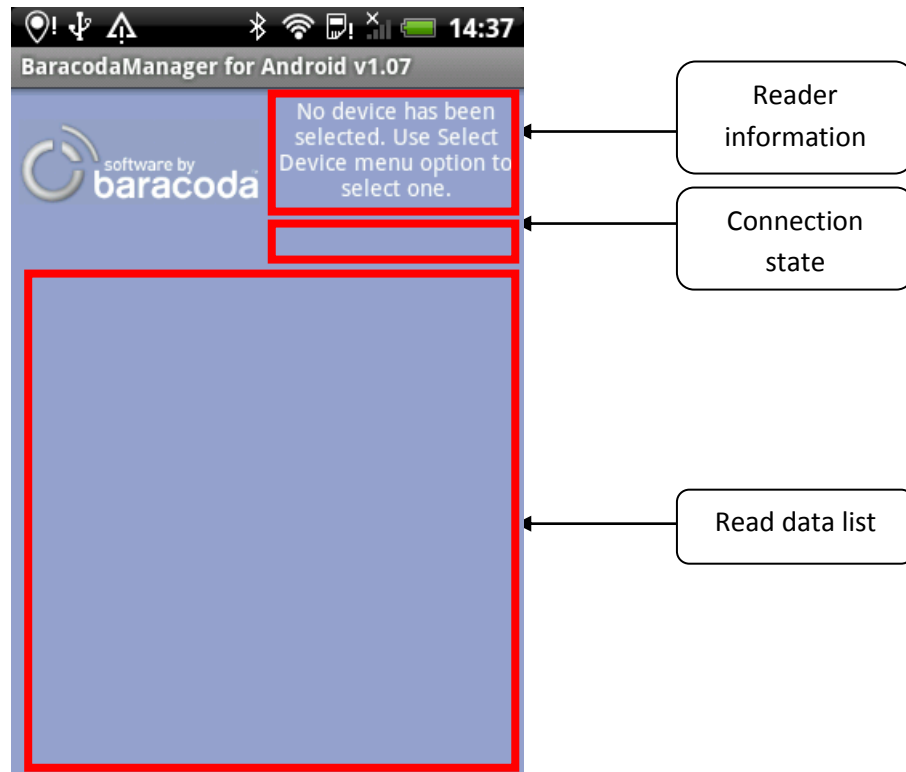 14:37
BaracodaManager for Android v1.07
software by
baracoda
No device has been
selected. Use Select
Device menu option to
select one.
Reader
information
Connection
state
Read data list